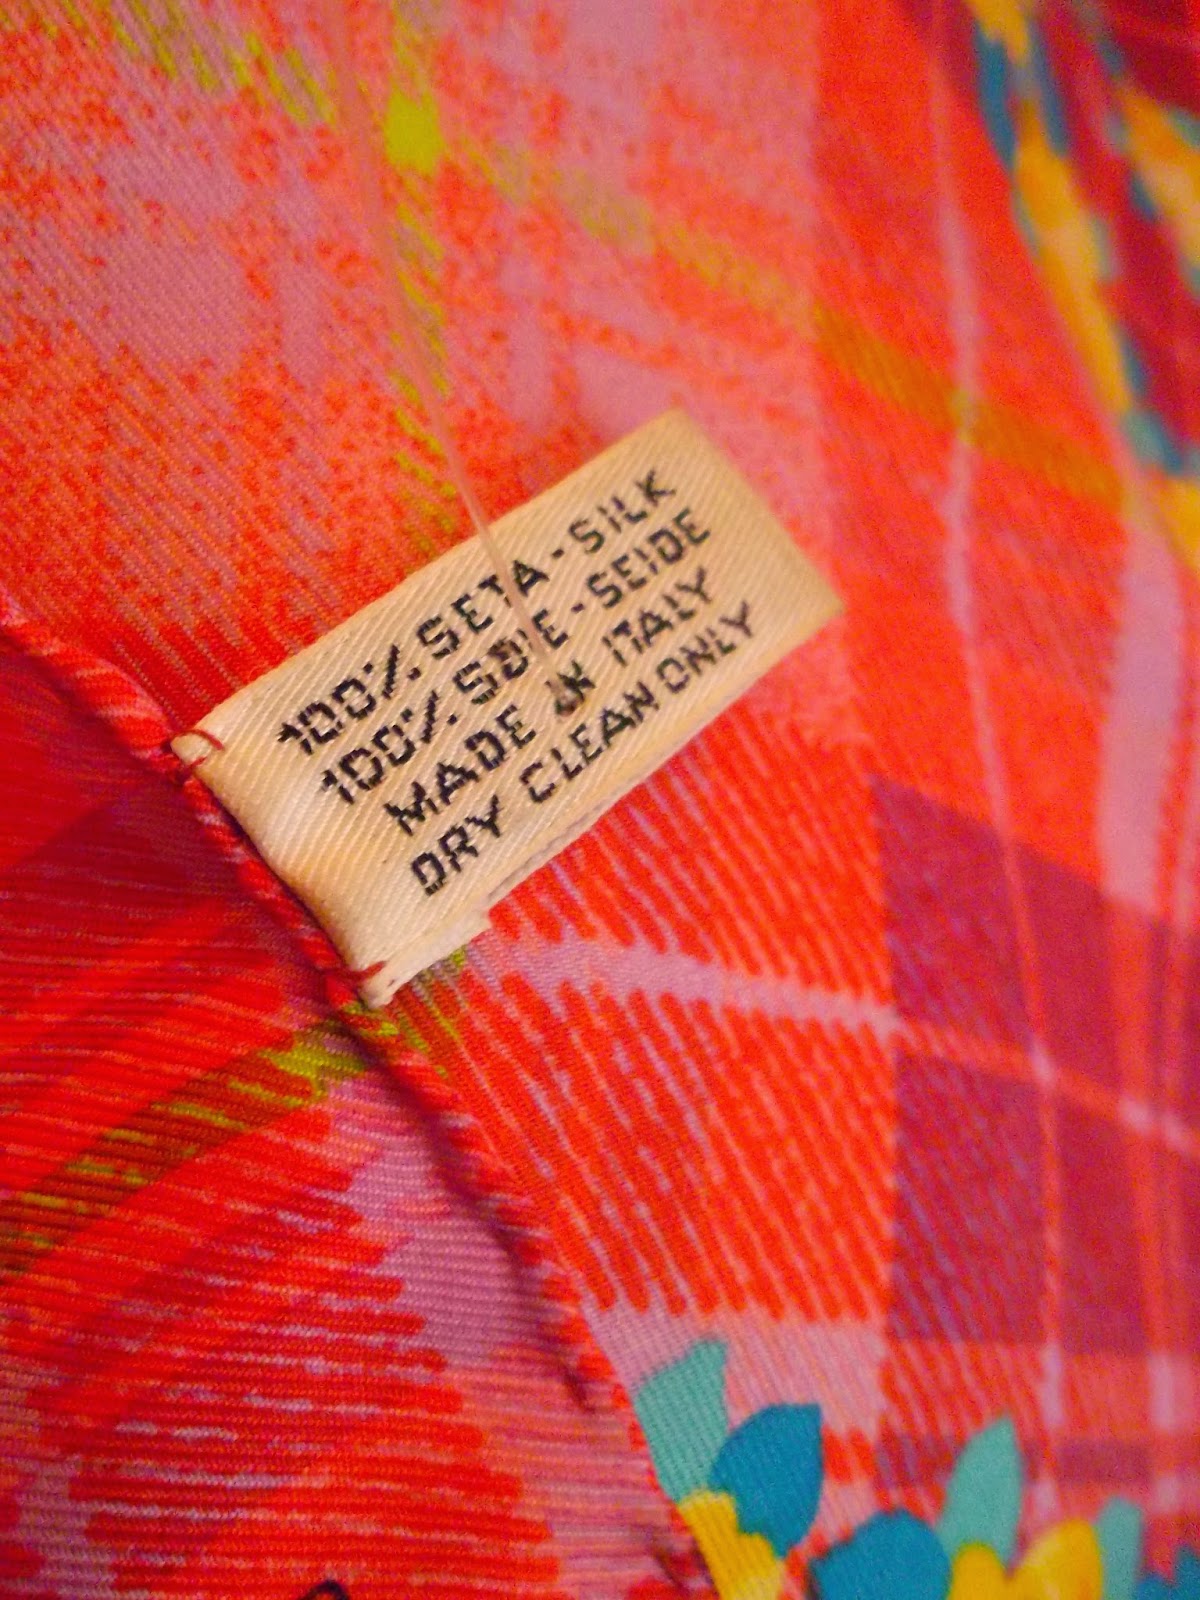 100% SETA-SILK
100% SOIE-SEIDE
MADE IN ITALY
DRY CLEAN ONLY